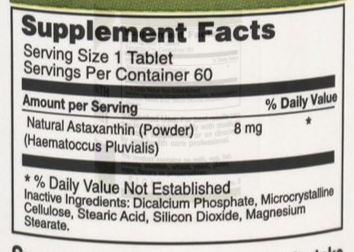 Supplement Facts
Serving Size 1 Tablet
Servings Per Container 60
Amount per Serving % Daily Value
Natural Astaxanthin (Powder) 8 mg *
(Haematoccus Pluvialis)
* % Daily Value Not Established
Inactive Ingredients: Dicalcium Phosphate, Microcrystalline
Cellulose, Stearic Acid, Silicon Dioxide, Magnesium
Stearate.